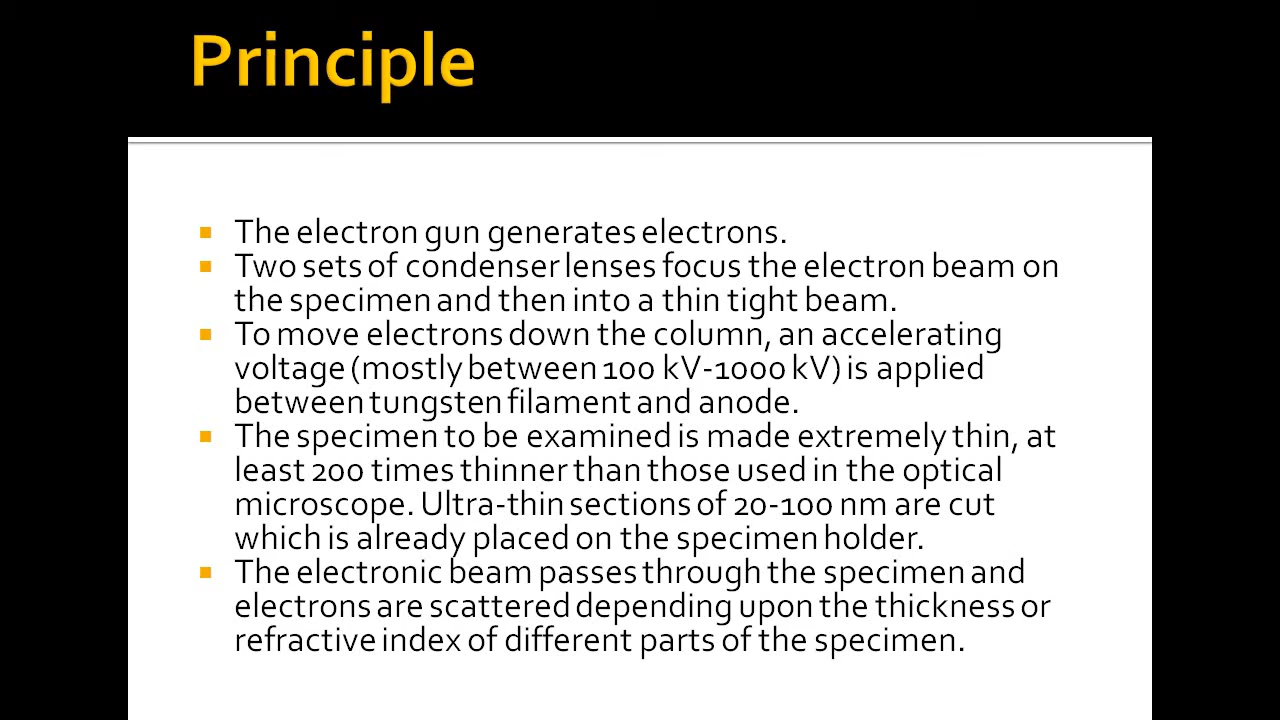 Principle
The electron gun generates electrons.
Two sets of condenser lenses focus the electron beam on
the specimen and then into a thin tight beam.
To move electrons down the column, an accelerating
voltage (mostly between 100 kV-1000 kV) is applied
between tungsten filament and anode.
The specimen to be examined is made extremely thin, at
least 200 times thinner than those used in the optical
microscope. Ultra-thin sections of 20-100 nm are cut
which is already placed on the specimen holder.
The electronic beam passes through the specimen and
electrons are scattered depending upon the thickness or
refractive index of different parts of the specimen.